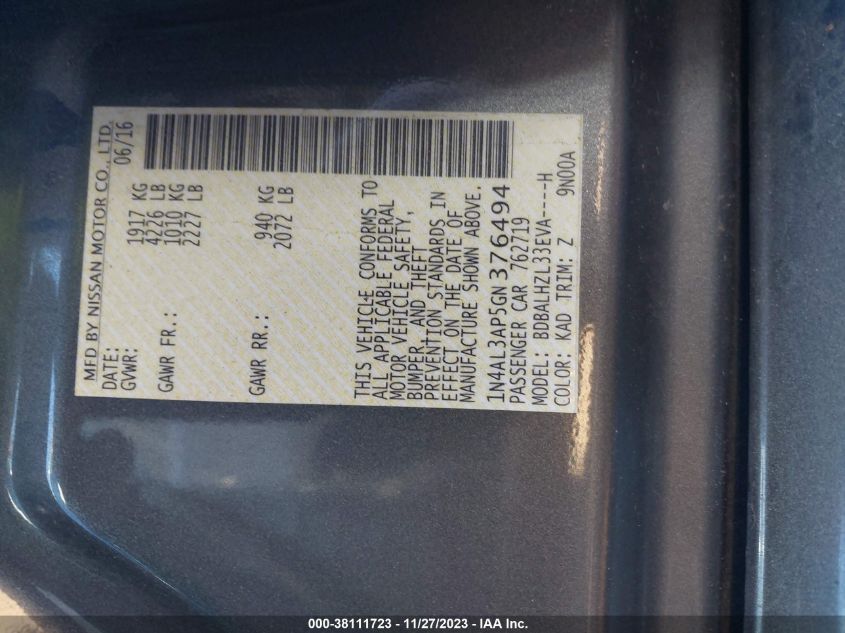 MFD BY NISSAN MOTOR CO., LTD.
DATE: 06/16
GVWR: 1917 KG
4226 LB
GAWR FR.: 1010 KG
2227 LB
GAWR RR.: 940 KG
2072 LB
THIS VEHICLE CONFORMS TO
ALL APPLICABLE FEDERAL
MOTOR VEHICLE SAFETY,
BUMPER, AND THEFT
PREVENTION STANDARDS IN
EFFECT ON THE DATE OF
MANUFACTURE SHOWN ABOVE.
1N4AL3AP5GN376494
PASSENGER CAR 762719
MODEL: BDBALHZL33EVA----H
COLOR: KAD TRIM: Z 9N00A
000-38111723 - 11/27/2023 - IAA Inc.